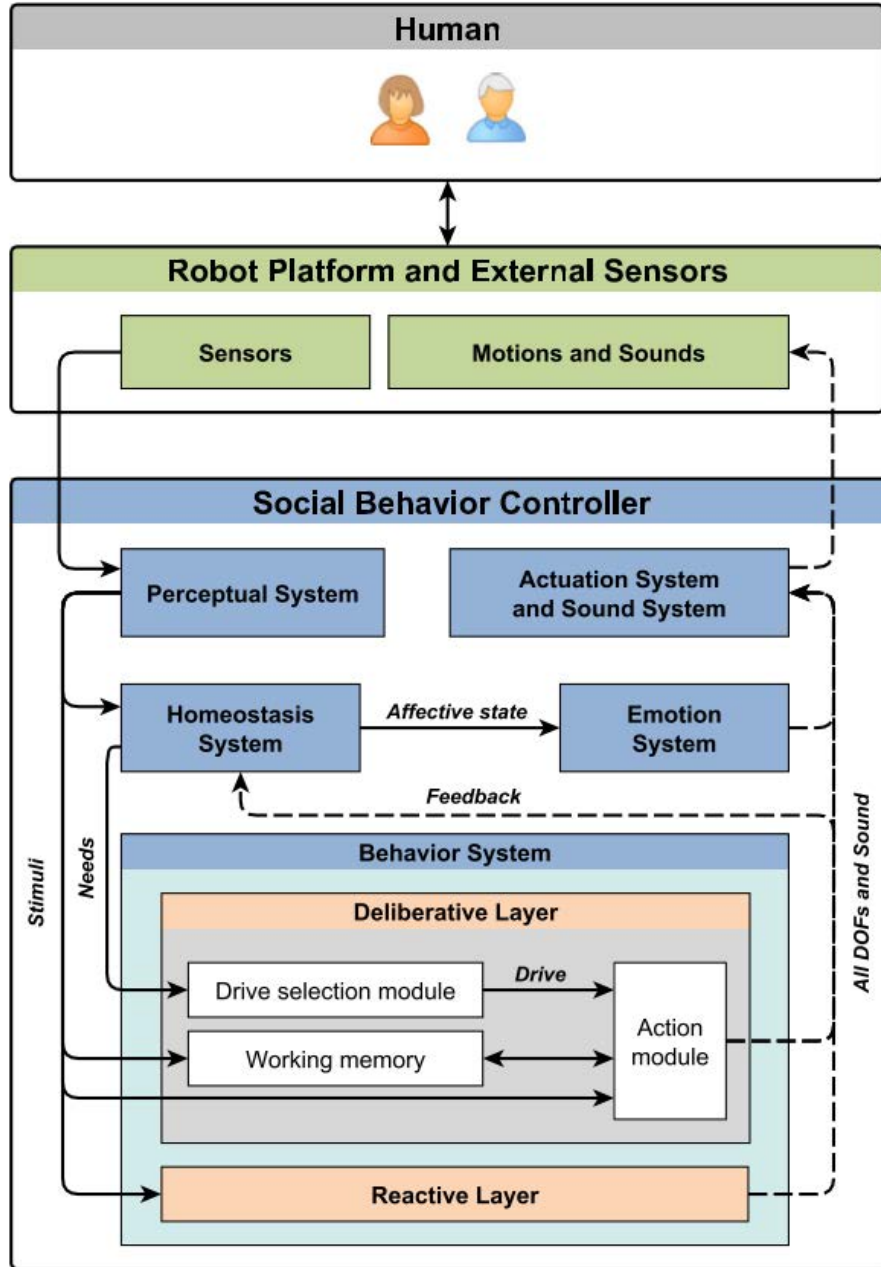 Human
Robot Platform and External Sensors
Sensors
Motions and Sounds
Social Behavior Controller
Perceptual System
Actuation System
and Sound System
Homeostasis
System
Affective state
Emotion
System
Feedback
Stimuli
Needs
Behavior System
Deliberative Layer
Drive selection module
Drive
Working memory
Action
module
All DOFs and Sound
Reactive Layer